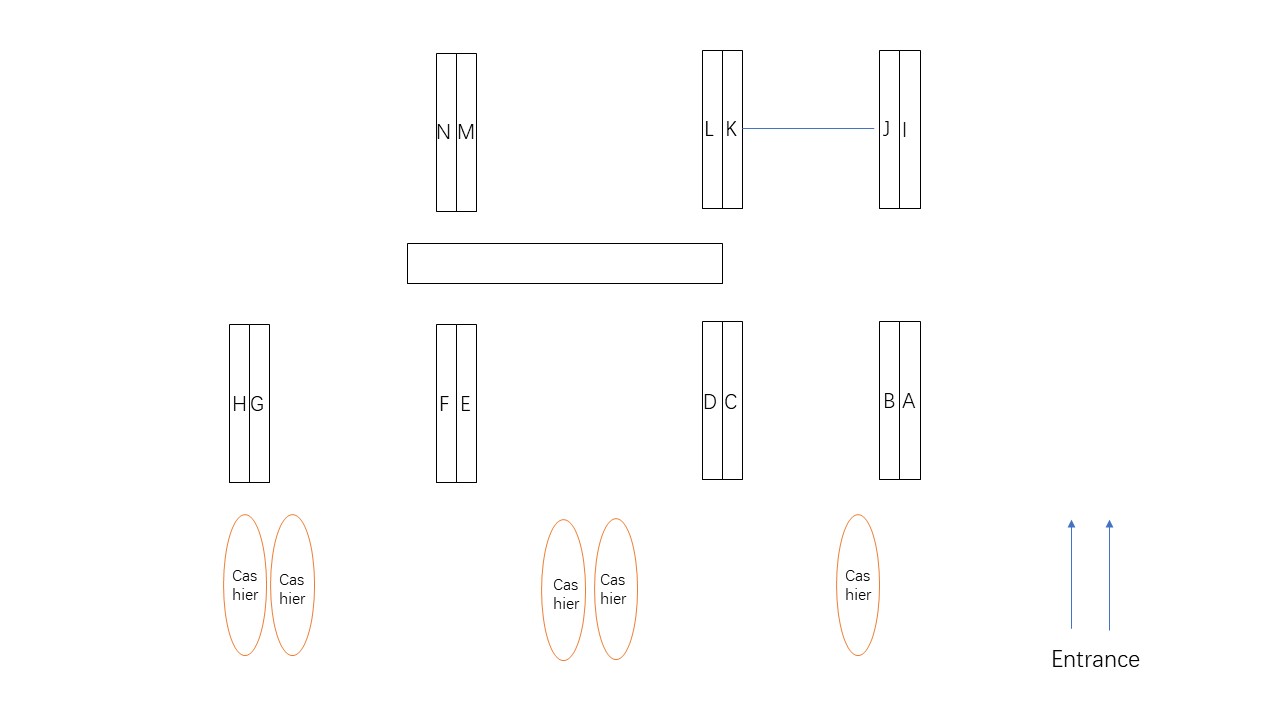 N M
L K
J I
H G
F E
D C
B A
Cas
hier
Cas
hier
Cas
hier
Cas
hier
Cas
hier
Entrance